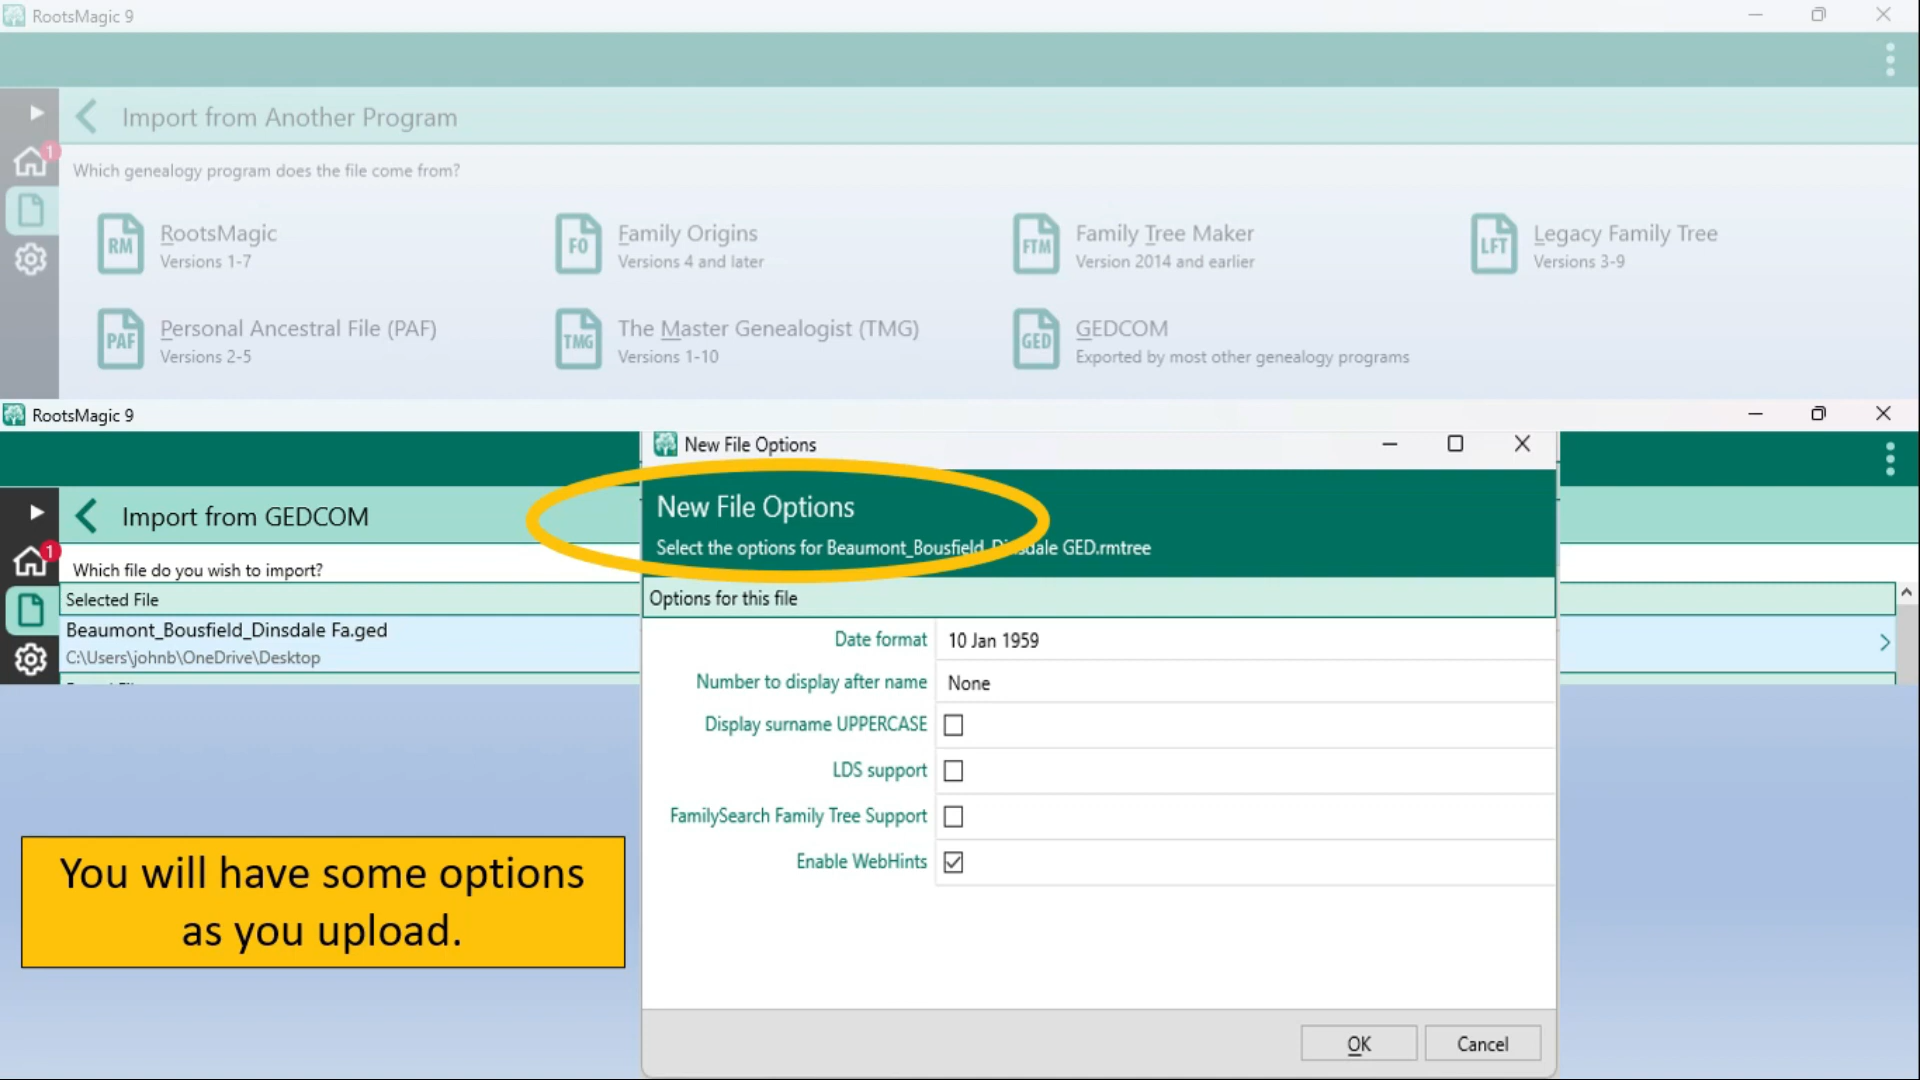 RootsMagic 9
Import from Another Program
1
Which genealogy program does the file come from?
RM
RootsMagic
Versions 1-7
FO
Family Origins
Versions 4 and later
FTM
Family Tree Maker
Version 2014 and earlier
LFT
Legacy Family Tree
Versions 3-9
PAF
Personal Ancestral File (PAF)
Versions 2-5
TMG
The Master Genealogist (TMG)
Versions 1-10
GED
GEDCOM
Exported by most other genealogy programs
RootsMagic 9
Import from GEDCOM
1
Which file do you wish to import?
Selected File
Beaumont_Bousfield_Dinsdale Fa.ged
C:\Users\johnb\OneDrive\Desktop
New File Options
New File Options
Select the options for Beaumont_Bousfield_Dinsdale GED.rmtree
Options for this file
Date format 10 Jan 1959
Number to display after name None
Display surname UPPERCASE
LDS support
FamilySearch Family Tree Support
Enable WebHints
OK Cancel
You will have some options
as you upload.